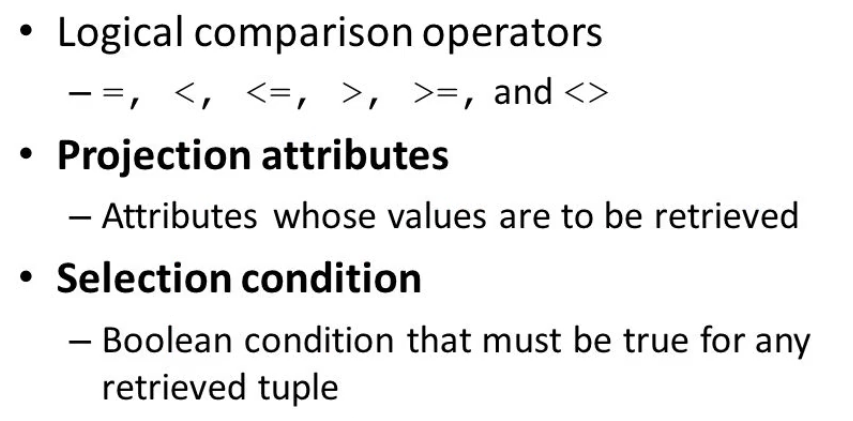 • Logical comparison operators
– =, <, <=, >, >=, and <>
• Projection attributes
– Attributes whose values are to be retrieved
• Selection condition
– Boolean condition that must be true for any
retrieved tuple